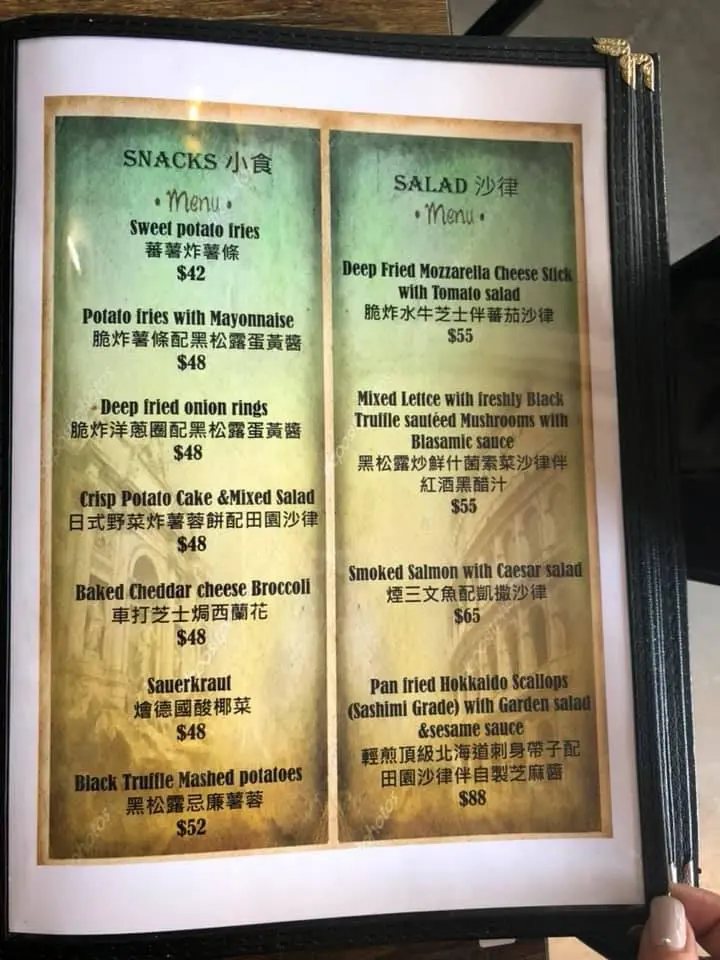 SNACKS 小食
• Menu •
Sweet potato fries
蕃薯炸薯條
$42
Potato fries with Mayonnaise
脆炸薯條配黑松露蛋黃醬
$48
Deep fried onion rings
脆炸洋蔥圈配黑松露蛋黃醬
$48
Crisp Potato Cake &Mixed Salad
日式野菜炸薯蓉餅配田園沙律
$48
Baked Cheddar cheese Broccoli
車打芝士焗西蘭花
$48
Sauerkraut
燴德國酸椰菜
$48
Black Truffle Mashed potatoes
黑松露忌廉薯蓉
$52
SALAD 沙律
• Menu •
Deep Fried Mozzarella Cheese Stick
with Tomato salad
脆炸水牛芝士伴蕃茄沙律
$55
Mixed Lettce with freshly Black
Truffle sautéed Mushrooms with
Blasamic sauce
黑松露炒鮮什菌素菜沙律伴
紅酒黑醋汁
$55
Smoked Salmon with Caesar salad
煙三文魚配凱撒沙律
$65
Pan fried Hokkaido Scallops
(Sashimi Grade) with Garden salad
&sesame sauce
輕煎頂級北海道刺身帶子配
田園沙律伴自製芝麻醬
$88